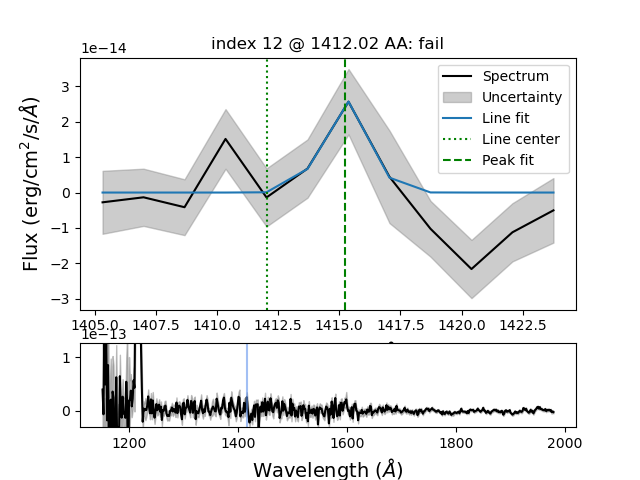 index 12 @ 1412.02 AA: fail
1e−14
3
2
1
0
−1
−2
−3
Flux (erg/cm²/s/Å)
Spectrum
Uncertainty
Line fit
Line center
Peak fit
1405.0 1407.5 1410.0 1412.5 1415.0 1417.5 1420.0 1422.5
1e−13
1
0
1200 1400 1600 1800 2000
Wavelength (Å)